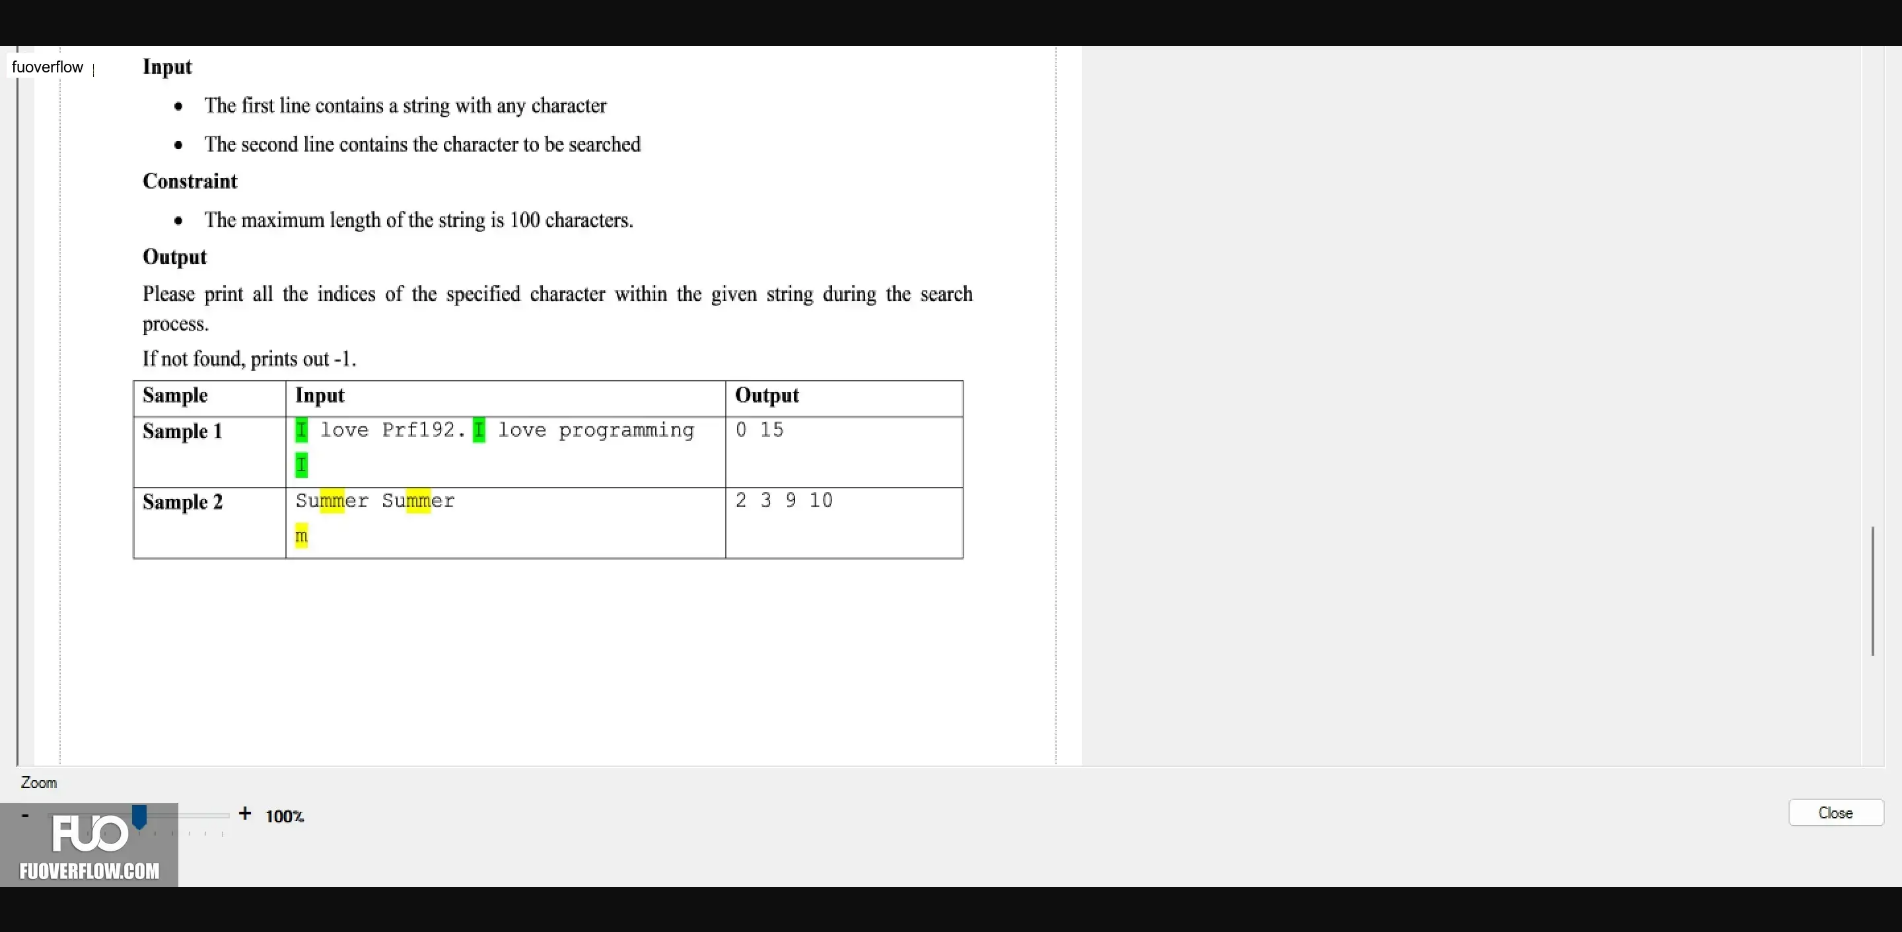 fuoverflow
Input
• The first line contains a string with any character
• The second line contains the character to be searched
Constraint
• The maximum length of the string is 100 characters.
Output
Please print all the indices of the specified character within the given string during the search
process.
If not found, prints out -1.
Sample Input Output
Sample 1 I love Prf192.I love programming 0 15
I
Sample 2 Summer Summer 2 3 9 10
m
Zoom
- + 100%
Close
FUO
FUOVERFLOW.COM